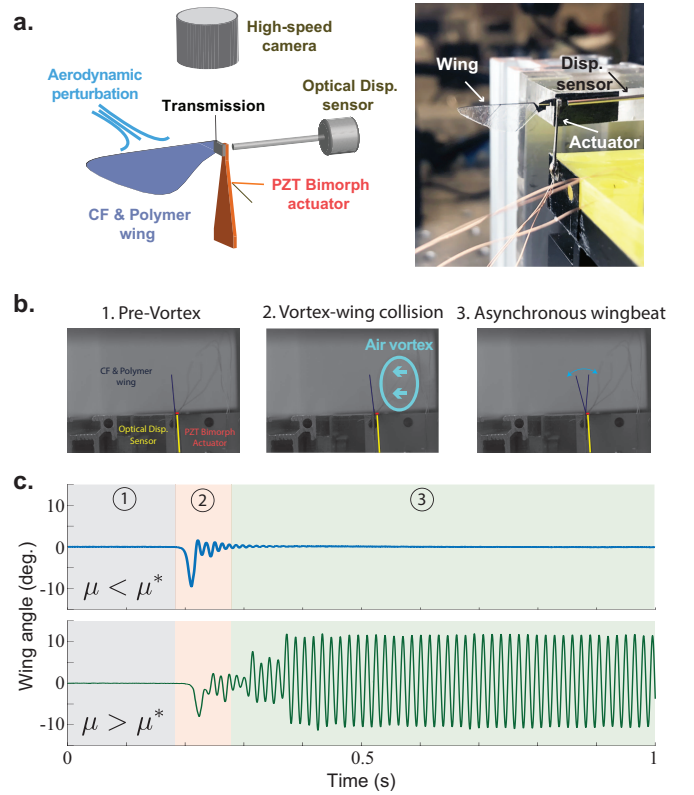 a.
High-speed
camera
Aerodynamic
perturbation
Transmission
Optical Disp.
sensor
PZT Bimorph
actuator
CF & Polymer
wing
Wing
Disp.
sensor
Actuator
b.
1. Pre-Vortex
2. Vortex-wing collision
3. Asynchronous wingbeat
CF & Polymer
wing
Optical Disp.
Sensor
PZT Bimorph
Actuator
Air vortex
c.
Wing angle (deg.)
1
2
3
10
0
-10
μ < μ*
10
0
-10
μ > μ*
0
0.5
1
Time (s)